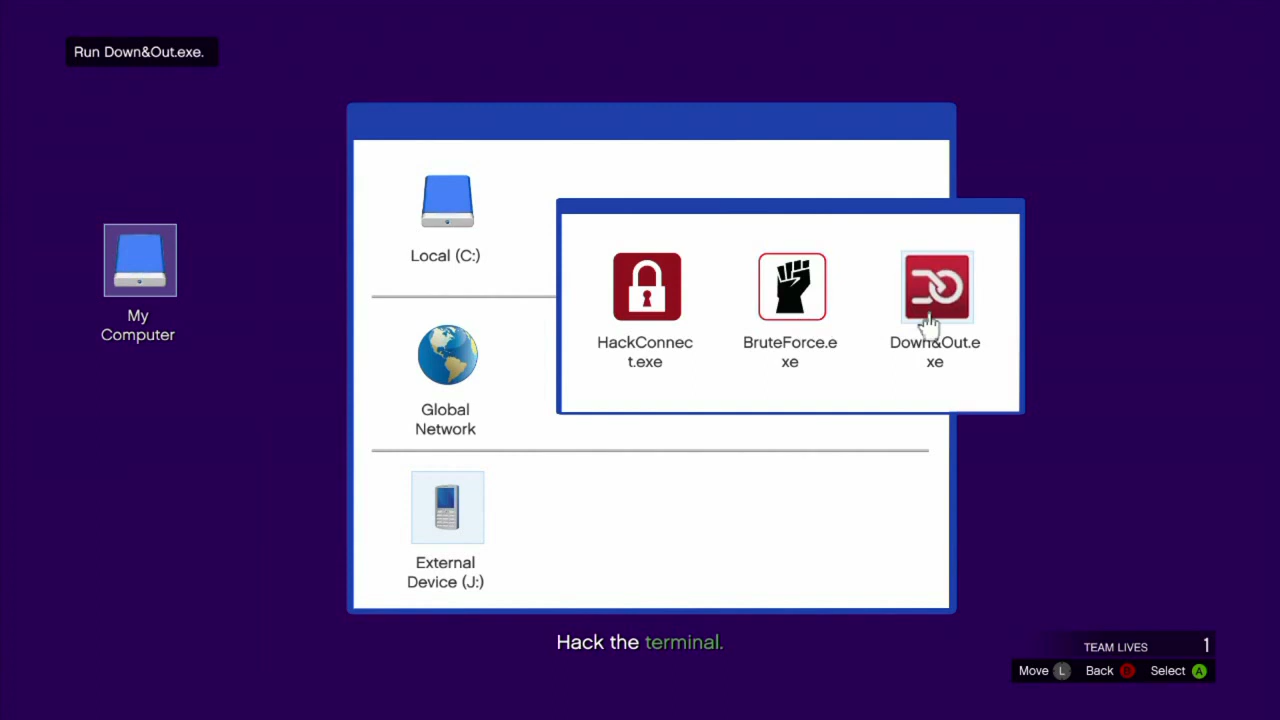 Run Down&Out.exe.
Local (C:)
My
Computer
HackConnec
t.exe
BruteForce.e
xe
Down&Out.e
xe
Global
Network
External
Device (J:)
Hack the terminal.
TEAM LIVES 1
Move L Back B Select A